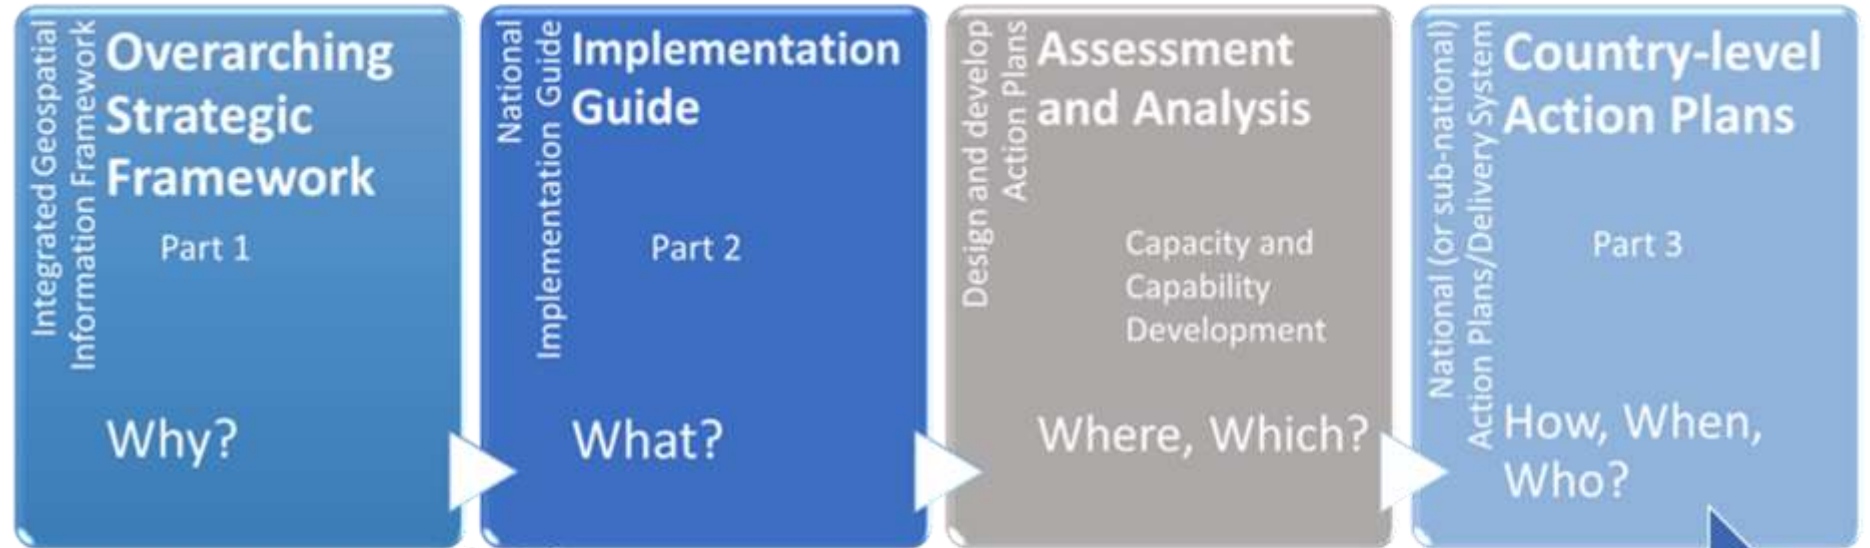 Integrated Geospatial
Information Framework
Overarching
Strategic
Framework
Part 1
Why?
National
Implementation Guide
Implementation
Guide
Part 2
What?
Design and develop
Action Plans
Assessment
and Analysis
Capacity and
Capability
Development
Where, Which?
National (or sub-national)
Action Plans/Delivery System
Country-level
Action Plans
Part 3
How, When,
Who?